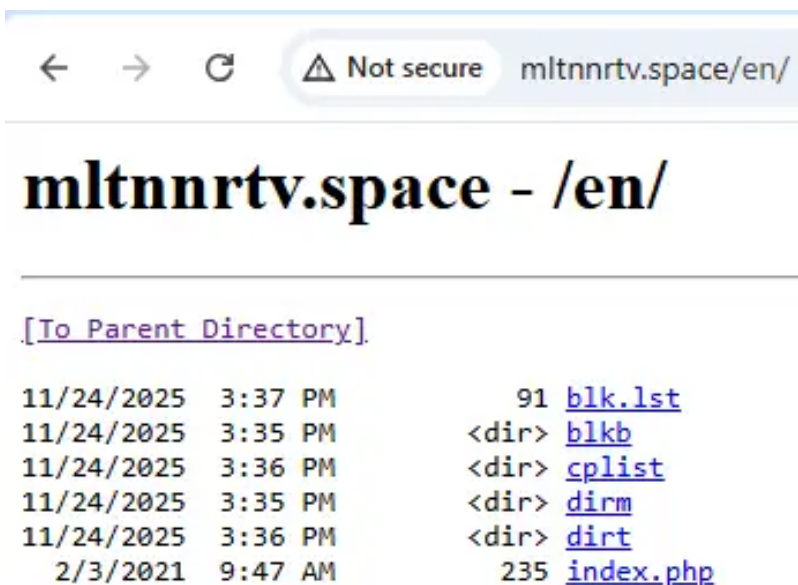 Not secure mltnnrtv.space/en/
mltnnrtv.space - /en/
[To Parent Directory]
11/24/2025 3:37 PM 91 blk.lst
11/24/2025 3:35 PM <dir> blkb
11/24/2025 3:36 PM <dir> cplist
11/24/2025 3:35 PM <dir> dirm
11/24/2025 3:36 PM <dir> dirt
2/3/2021 9:47 AM 235 index.php